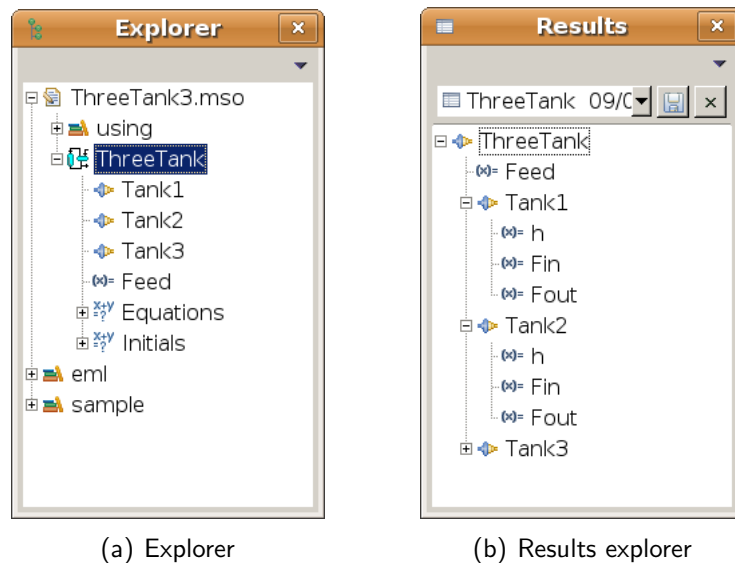 Explorer
ThreeTank3.mso
using
ThreeTank
Tank1
Tank2
Tank3
(x)= Feed
X+Y =? Equations
X+Y =? Initials
eml
sample
(a) Explorer
Results
ThreeTank 09/
ThreeTank
(x)= Feed
Tank1
(x)= h
(x)= Fin
(x)= Fout
Tank2
(x)= h
(x)= Fin
(x)= Fout
Tank3
(b) Results explorer